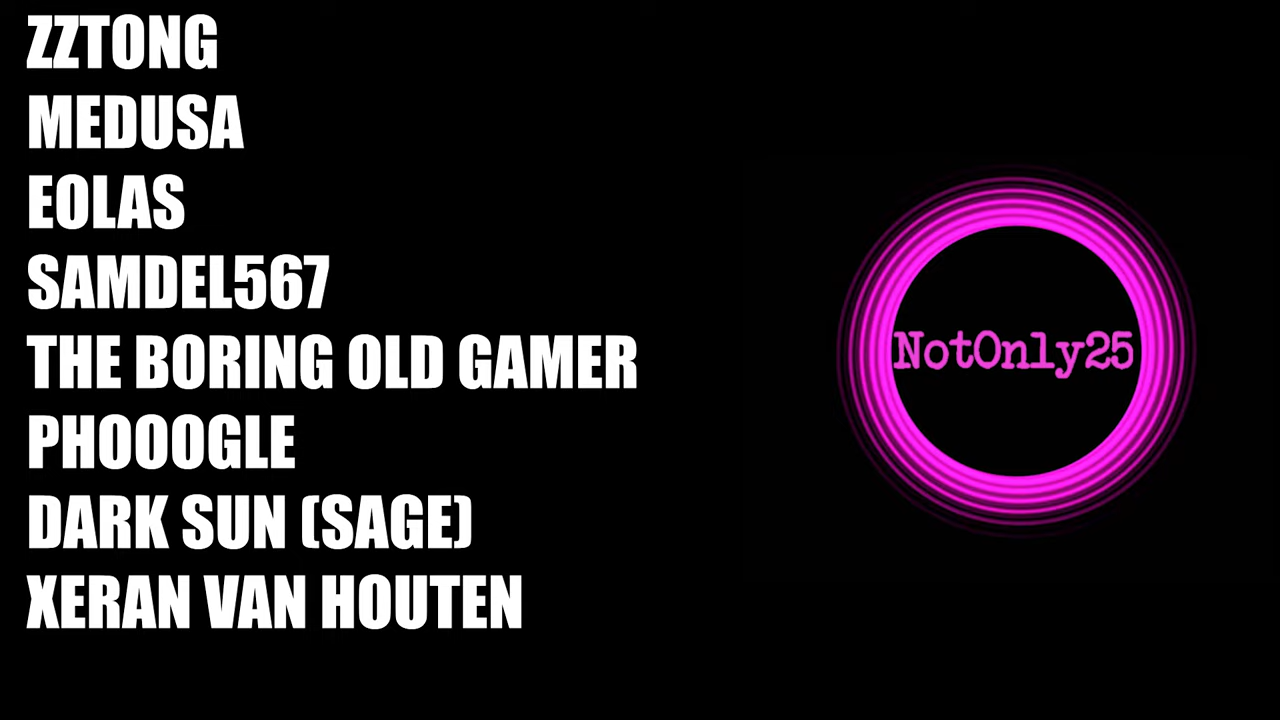 ZZTONG
MEDUSA
EOLAS
SAMDEL567
THE BORING OLD GAMER
PHOOOGLE
DARK SUN (SAGE)
XERAN VAN HOUTEN
NotOnly25